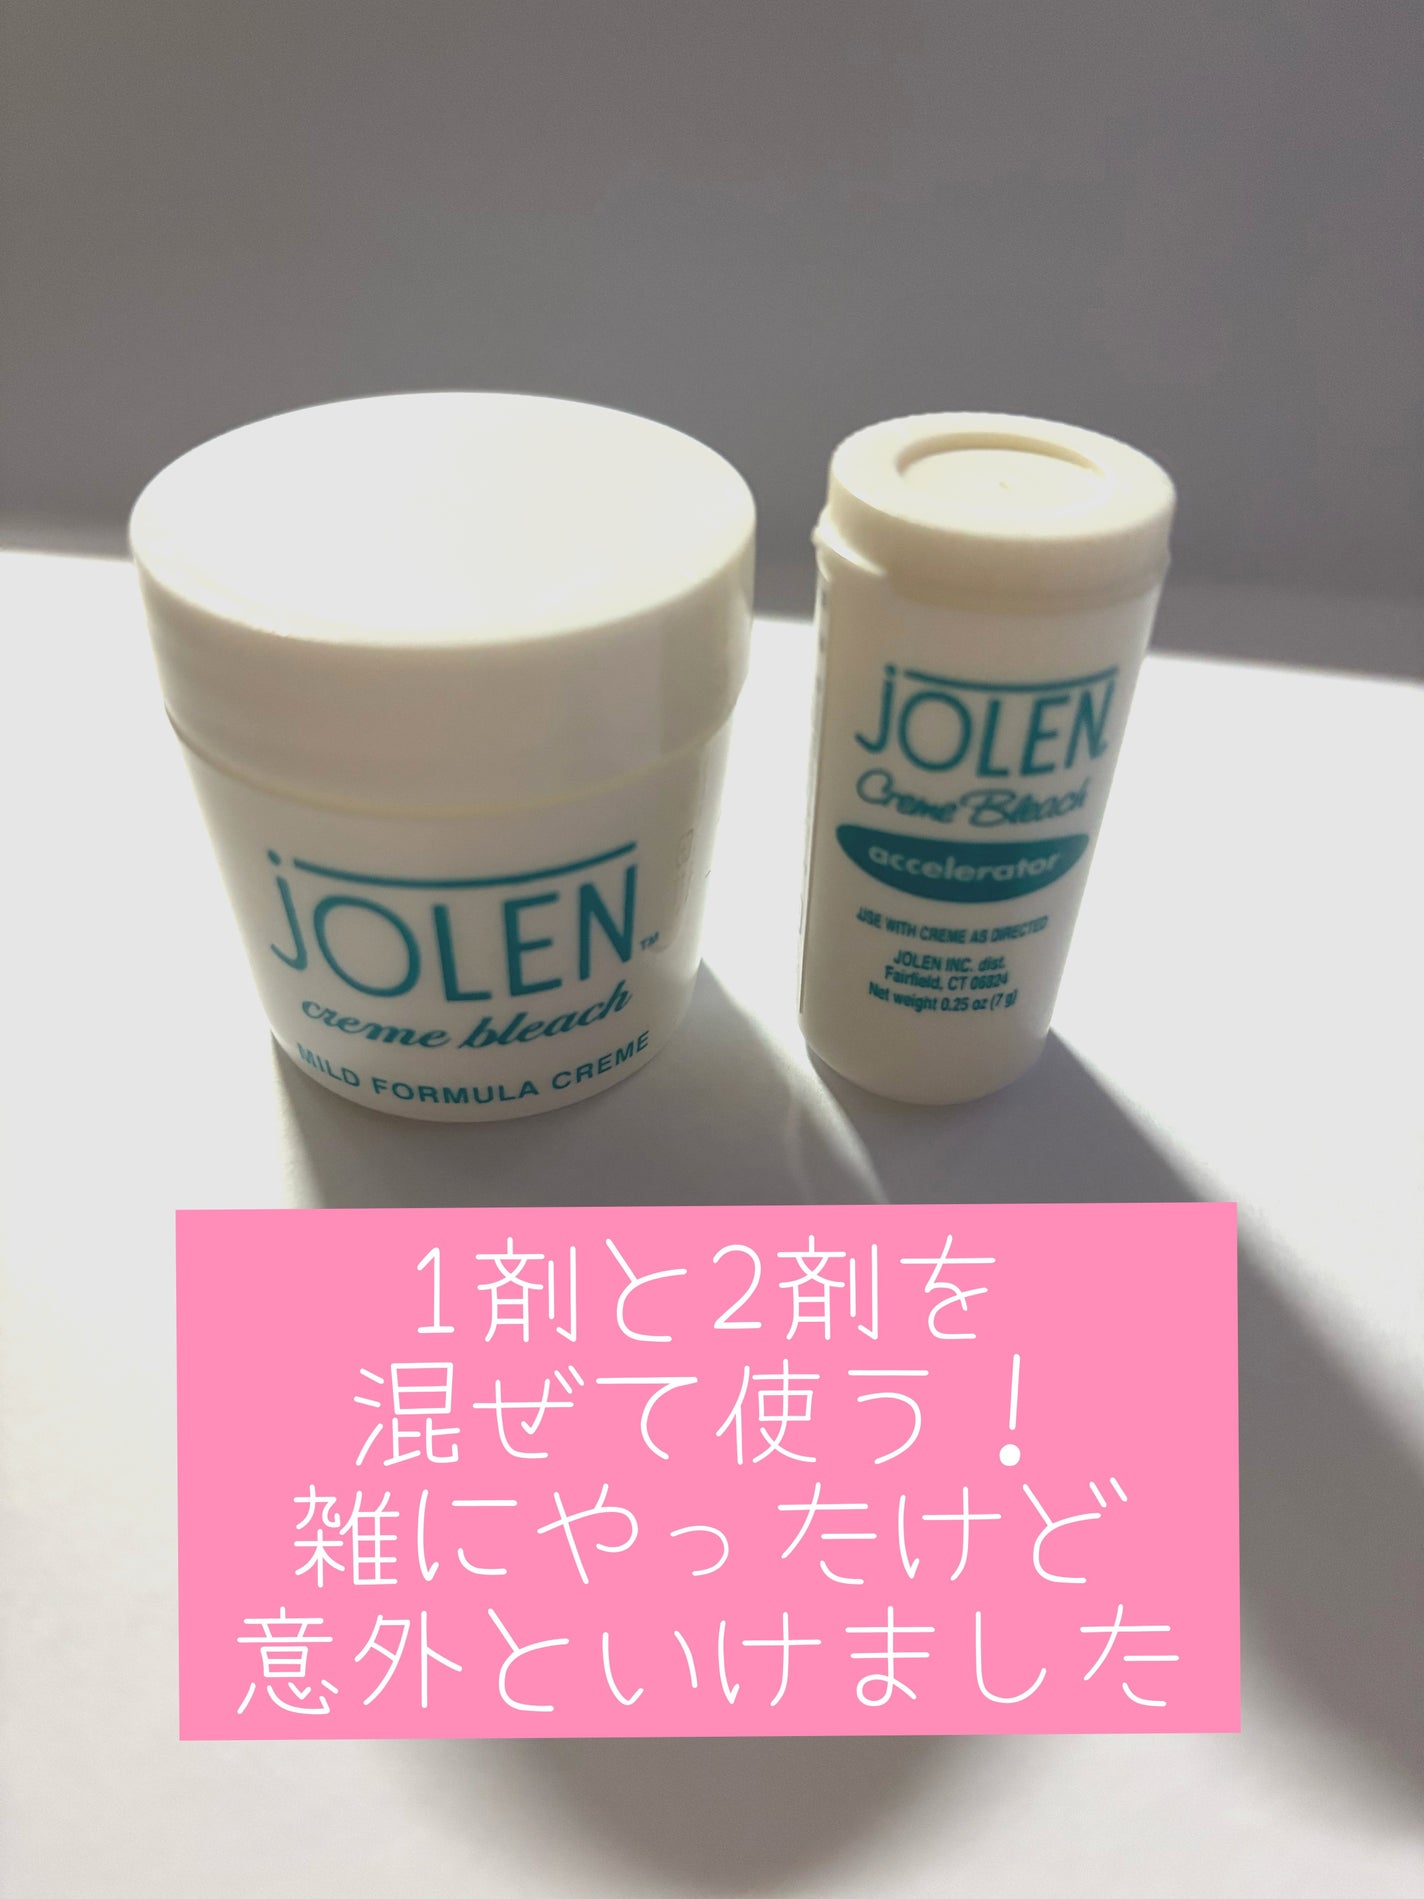 JOLEN™
creme bleach
MILD FORMULA CREME
JOLEN
Creme Bleach
accelerator
USE WITH CREME AS DIRECTED
JOLEN INC. dist.
Fairfield, CT 06824
Net weight 0.25 oz (7 g)
1剤と2剤を
混ぜて使う！
雑にやったけど
意外といけました